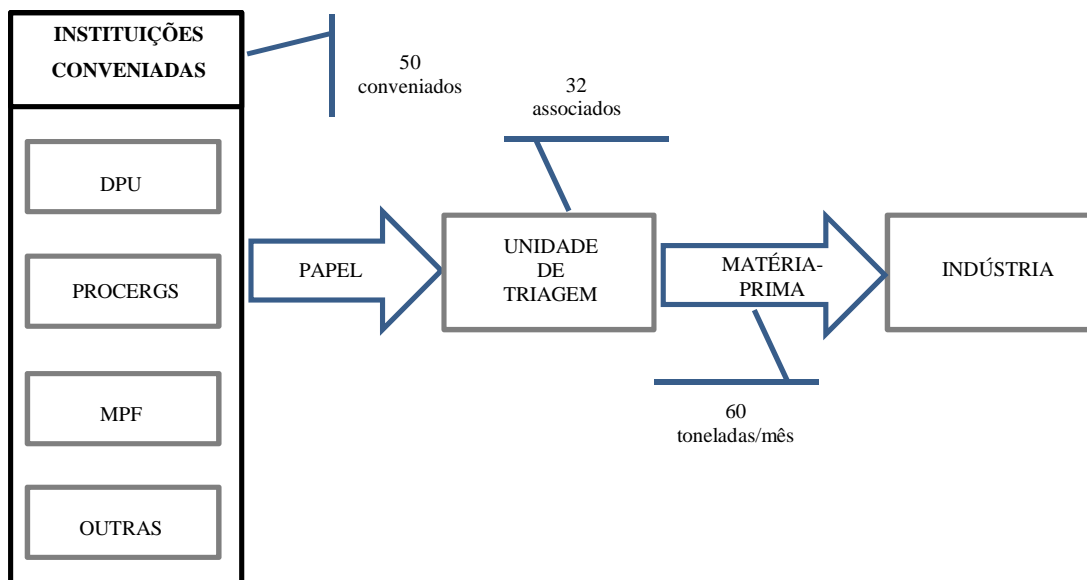 INSTITUIÇÕES
CONVENIADAS
50
conveniados
32
associados
DPU
PROCERGS
MPF
OUTRAS
PAPEL
UNIDADE
DE
TRIAGEM
MATÉRIA-
PRIMA
INDÚSTRIA
60
toneladas/mês